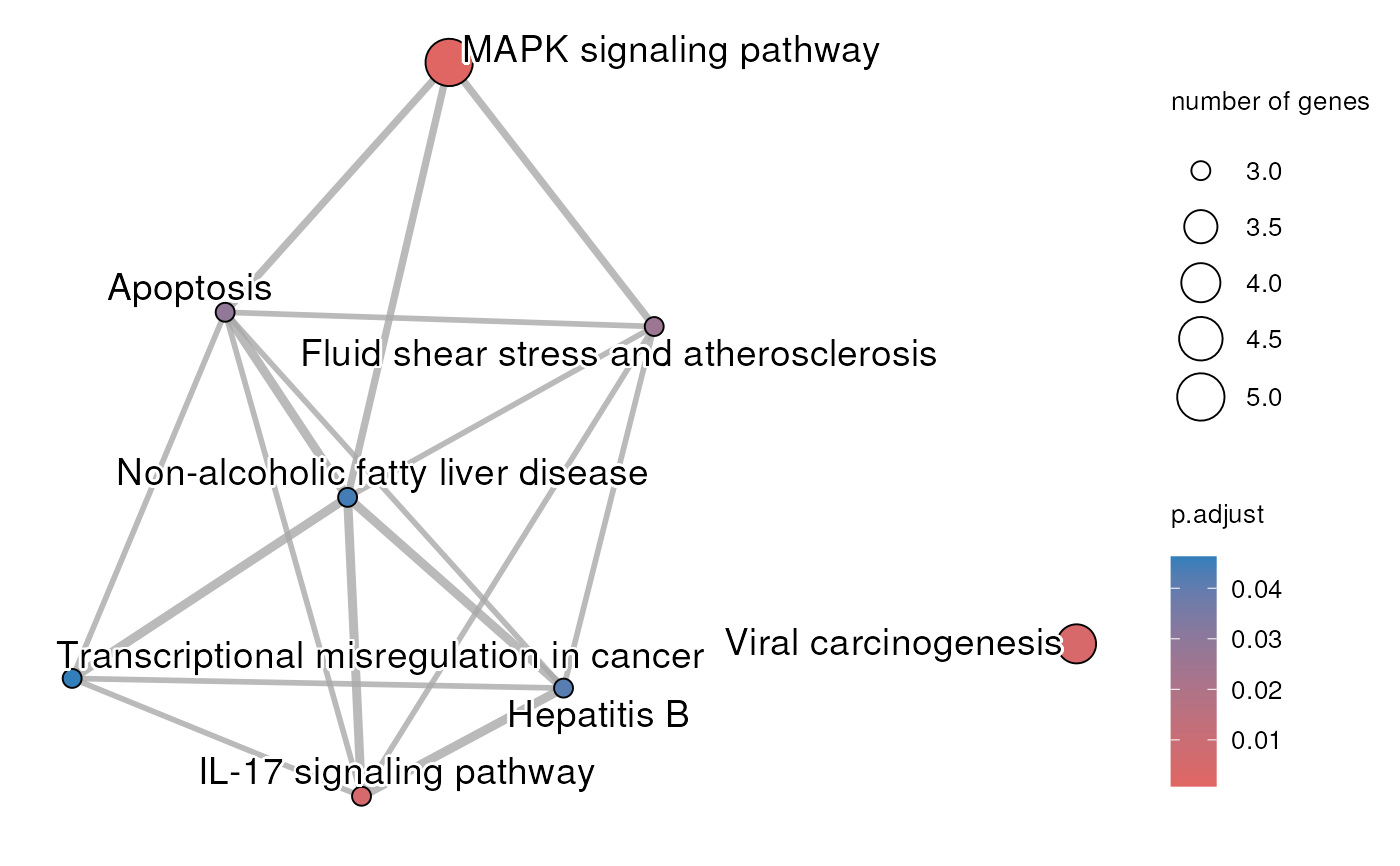 MAPK signaling pathway
number of genes
3.0
3.5
4.0
4.5
5.0
Apoptosis
Fluid shear stress and atherosclerosis
Non-alcoholic fatty liver disease
p.adjust
0.04
0.03
0.02
0.01
Viral carcinogenesis
Transcriptional misregulation in cancer
Hepatitis B
IL-17 signaling pathway